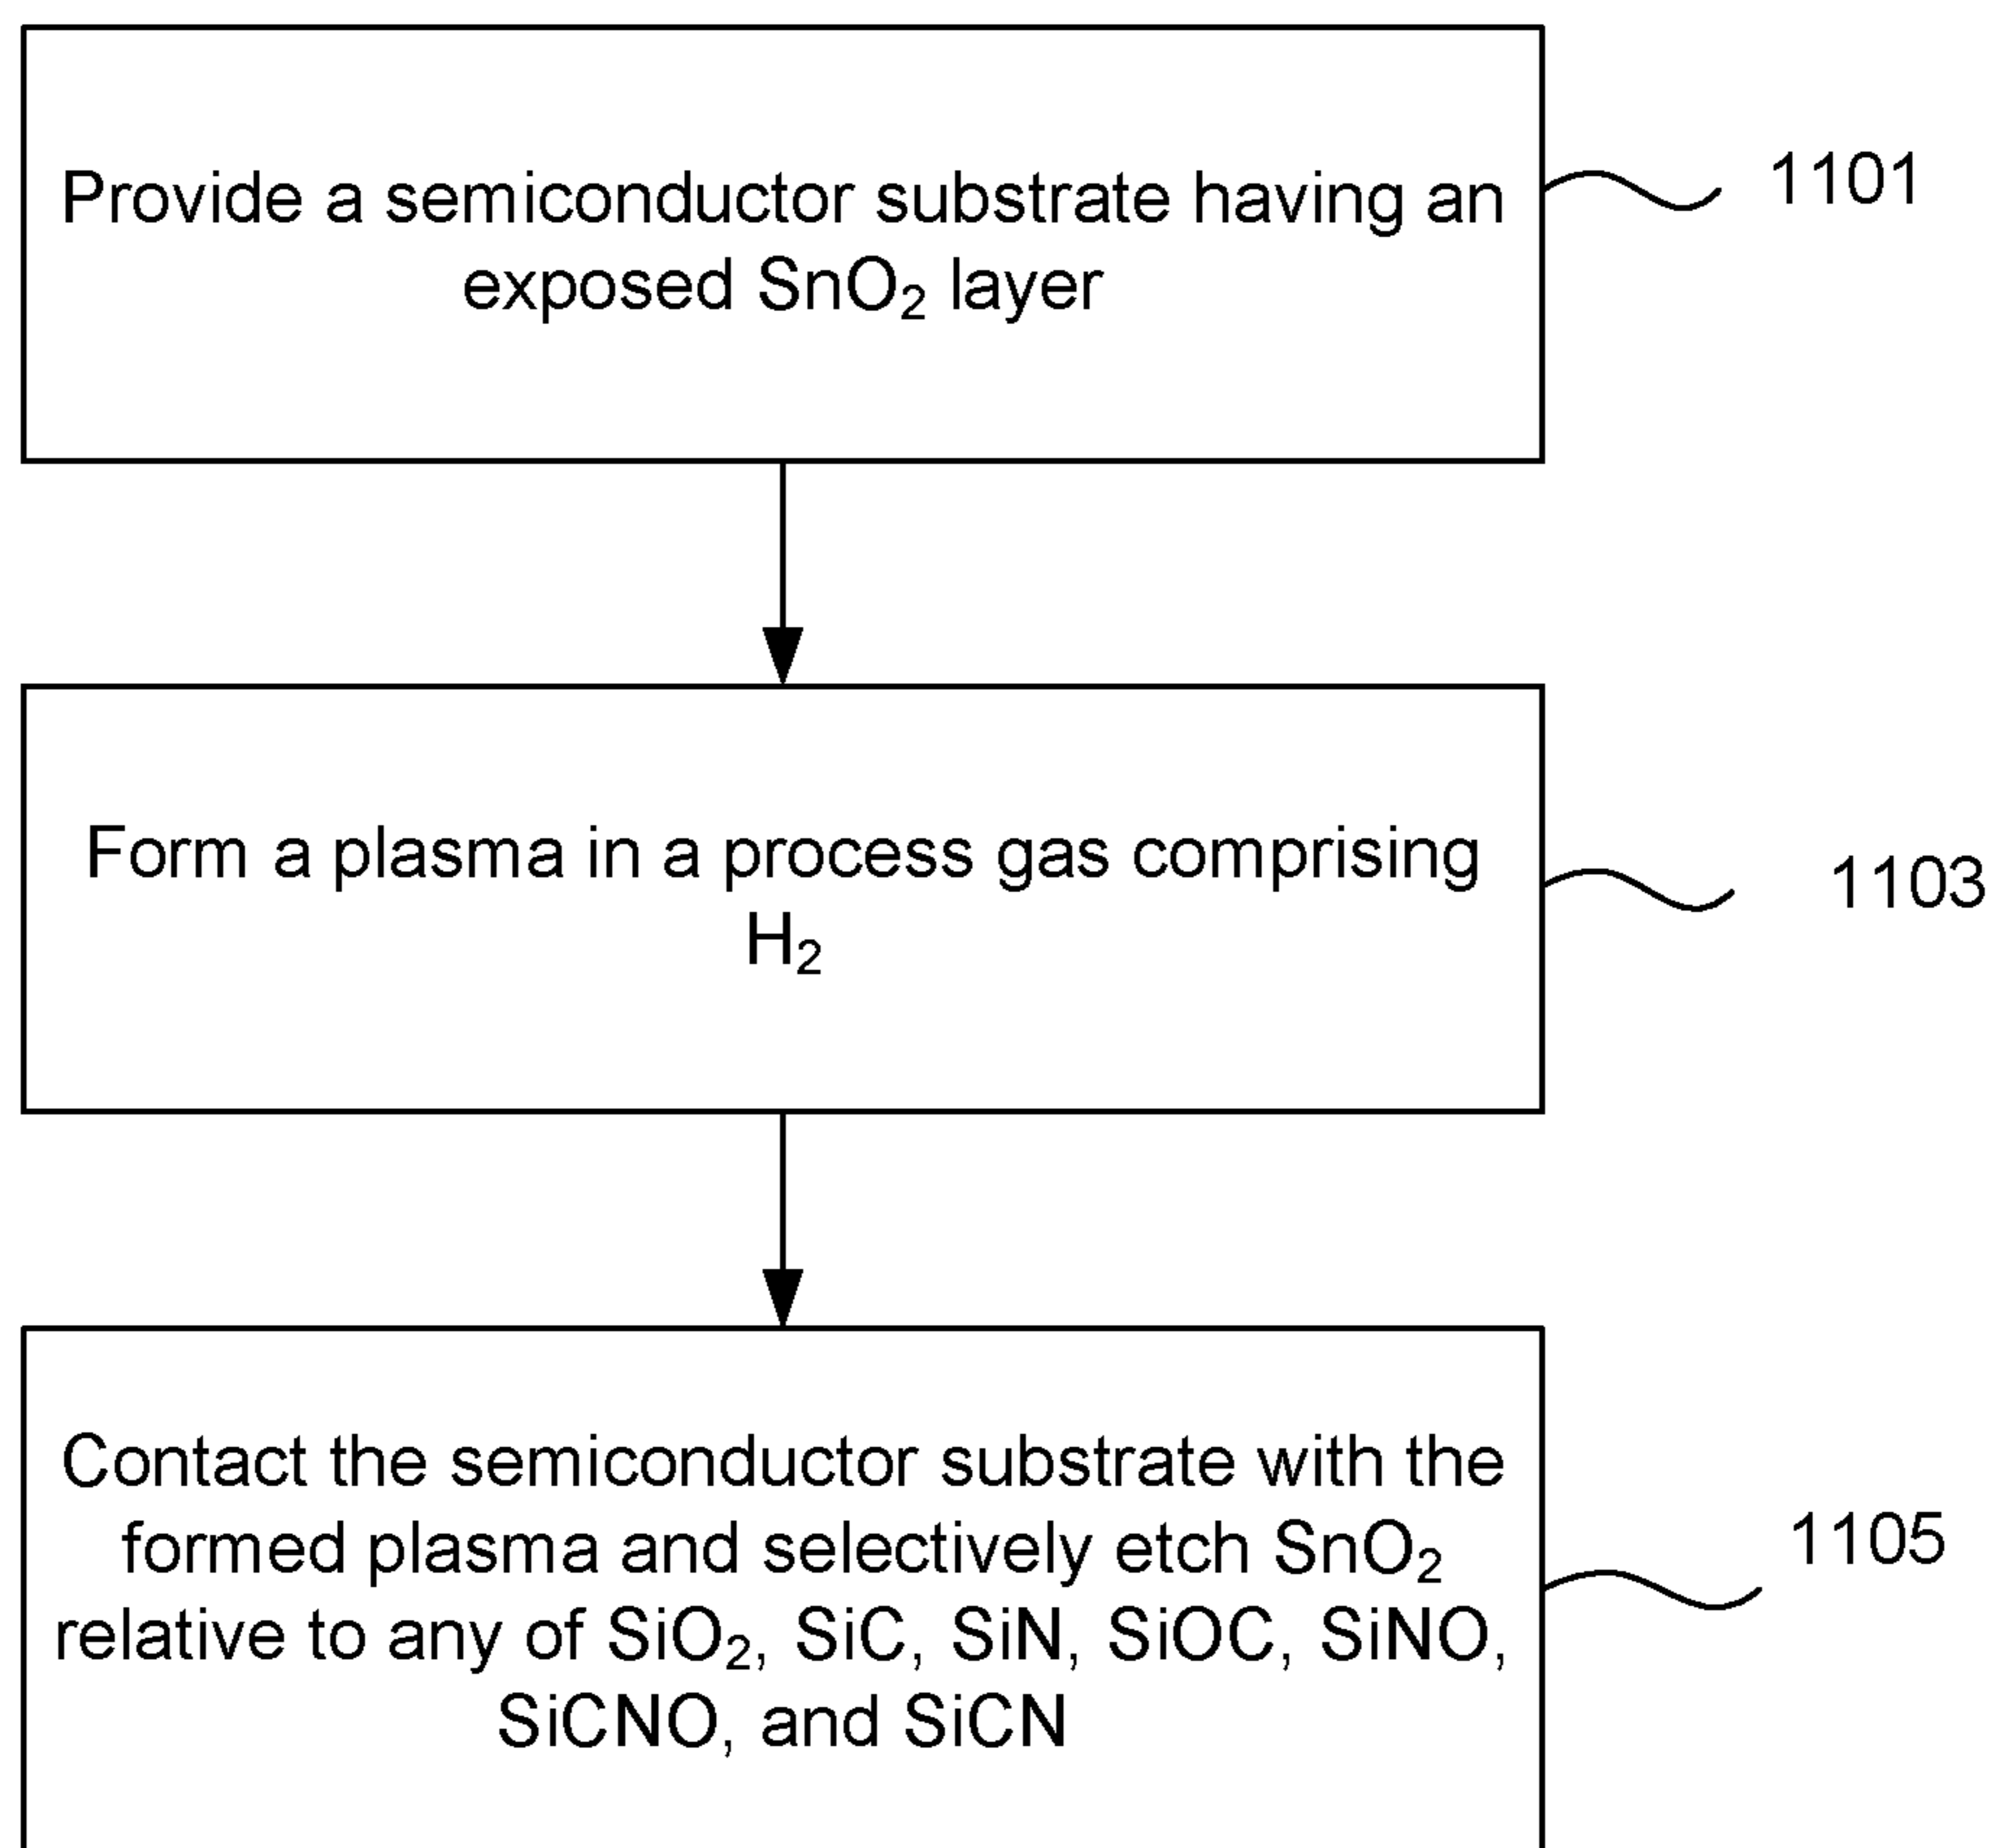 Provide a semiconductor substrate having an
exposed SnO₂ layer
1101
Form a plasma in a process gas comprising
H₂
1103
Contact the semiconductor substrate with the
formed plasma and selectively etch SnO₂
relative to any of SiO₂, SiC, SiN, SiOC, SiNO,
SiCNO, and SiCN
1105